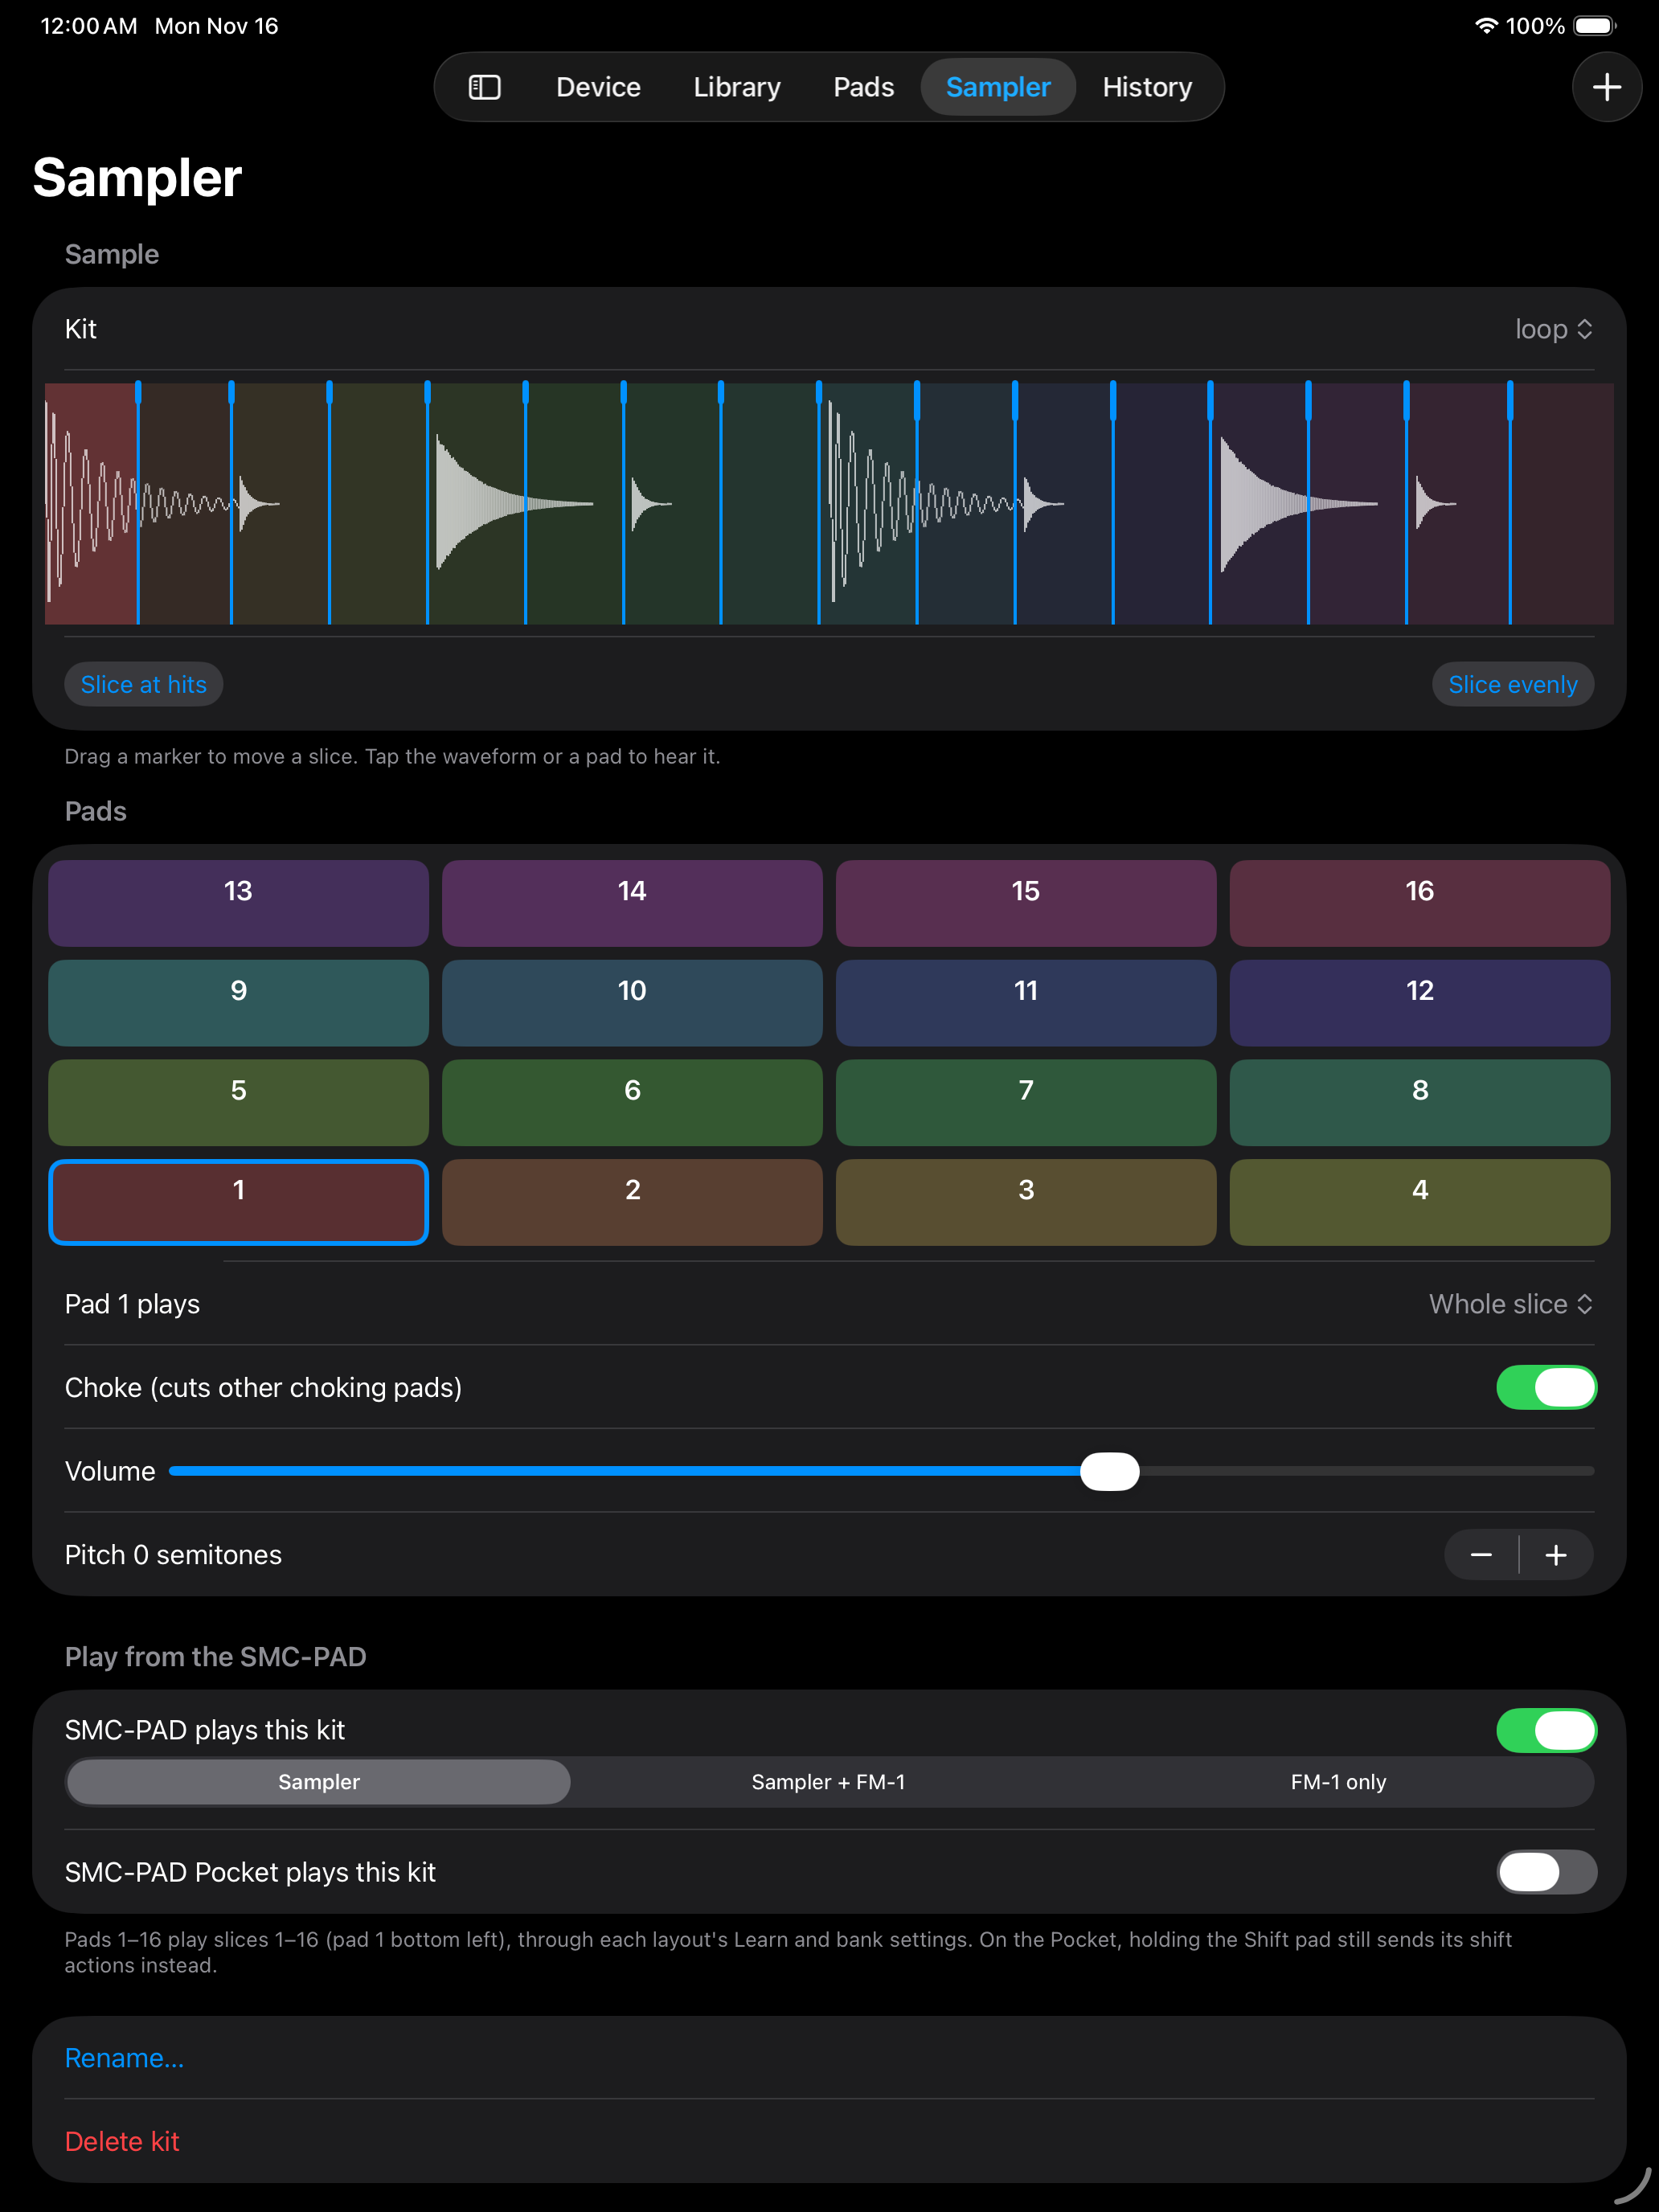 12:00 AM Mon Nov 16
100%
Device Library Pads Sampler History
Sampler
Sample
Kit loop
Slice at hits Slice evenly
Drag a marker to move a slice. Tap the waveform or a pad to hear it.
Pads
13 14 15 16
9 10 11 12
5 6 7 8
1 2 3 4
Pad 1 plays Whole slice
Choke (cuts other choking pads)
Volume
Pitch 0 semitones
Play from the SMC-PAD
SMC-PAD plays this kit
Sampler Sampler + FM-1 FM-1 only
SMC-PAD Pocket plays this kit
Pads 1–16 play slices 1–16 (pad 1 bottom left), through each layout's Learn and bank settings. On the Pocket, holding the Shift pad still sends its shift
actions instead.
Rename...
Delete kit